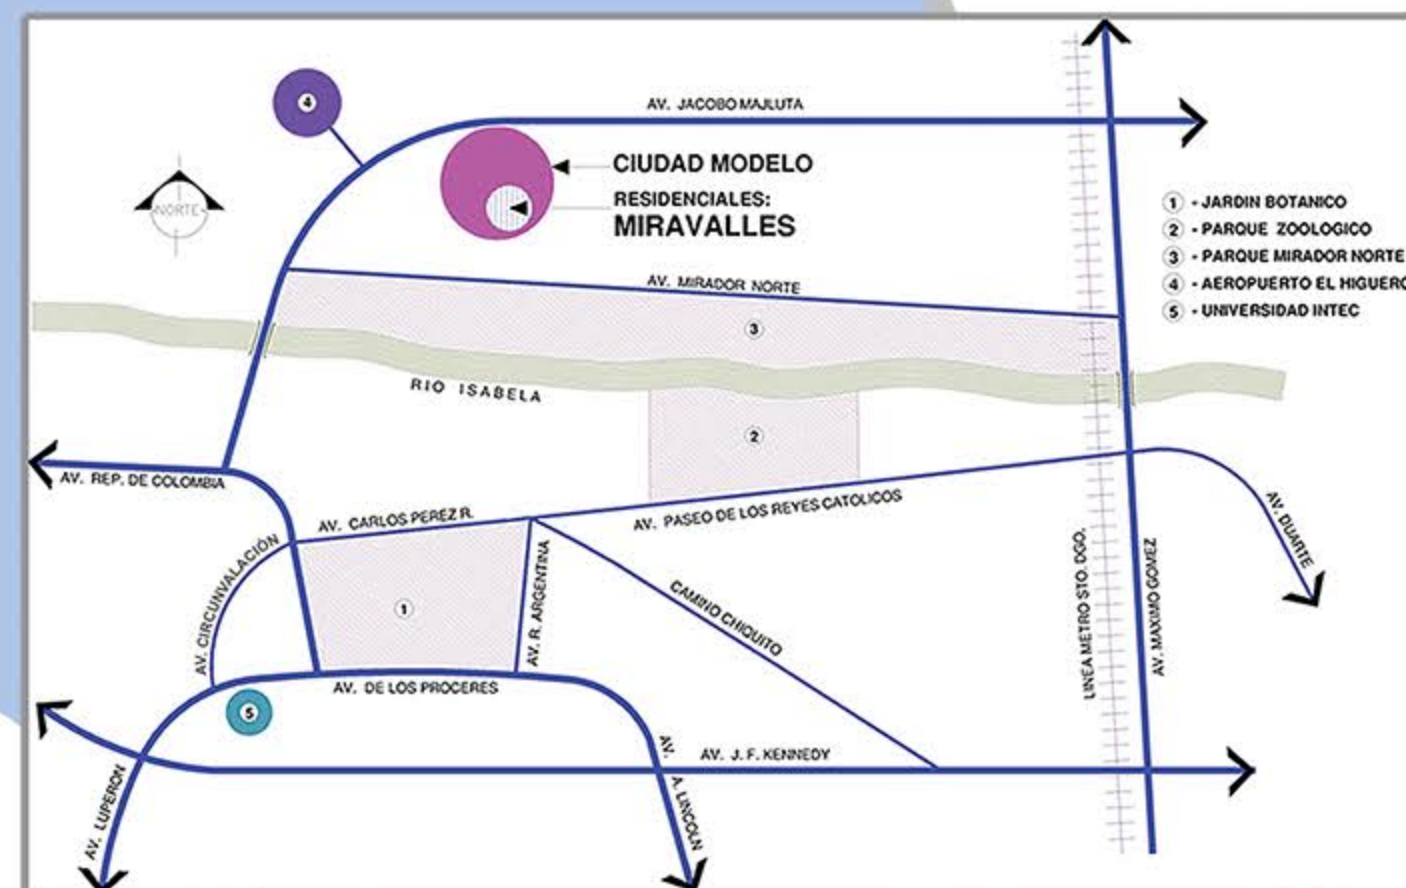 4
AV. JACOBO MAJLUTA
CIUDAD MODELO
RESIDENCIALES:
MIRAVALLES
NORTE
1 - JARDIN BOTANICO
2 - PARQUE ZOOLOGICO
3 - PARQUE MIRADOR NORTE
4 - AEROPUERTO EL HIGUERO
5 - UNIVERSIDAD INTEC
AV. MIRADOR NORTE
3
RIO ISABELA
2
AV. REP. DE COLOMBIA
AV. CARLOS PEREZ R.
AV. PASEO DE LOS REYES CATOLICOS
AV. DUARTE
AV. CIRCUNVALACIÓN
1
AV. R. ARGENTINA
CAMINO CHIQUITO
LINEA METRO STO. DGO.
AV. MAXIMO GOMEZ
AV. DE LOS PROCERES
5
AV. J. F. KENNEDY
AV. LUPERON
AV. A. LINCOLN